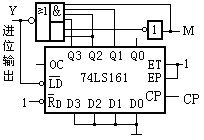 Y
≥1 &
1
M
进位输出
Q3 Q2 Q1 Q0
OC
74LS161
ET
EP
1
LD
CP
CP
1
R̅D
D3 D2 D1 D0